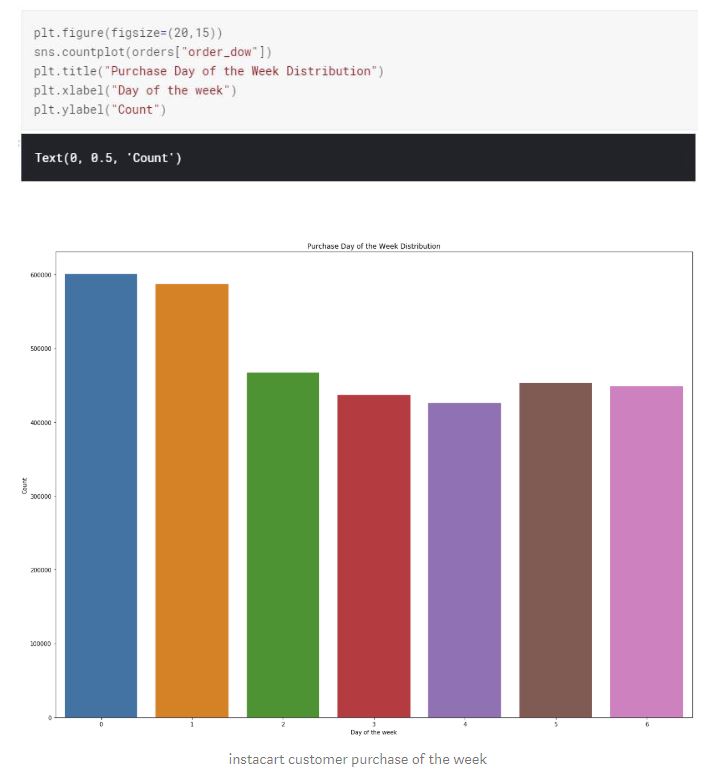 plt.figure(figsize=(20,15))
sns.countplot(orders["order_dow"])
plt.title("Purchase Day of the Week Distribution")
plt.xlabel("Day of the week")
plt.ylabel("Count")
Text(0, 0.5, 'Count')
Purchase Day of the Week Distribution
600000
500000
400000
300000
200000
100000
0
Count
0 1 2 3 4 5 6
Day of the week
instacart customer purchase of the week